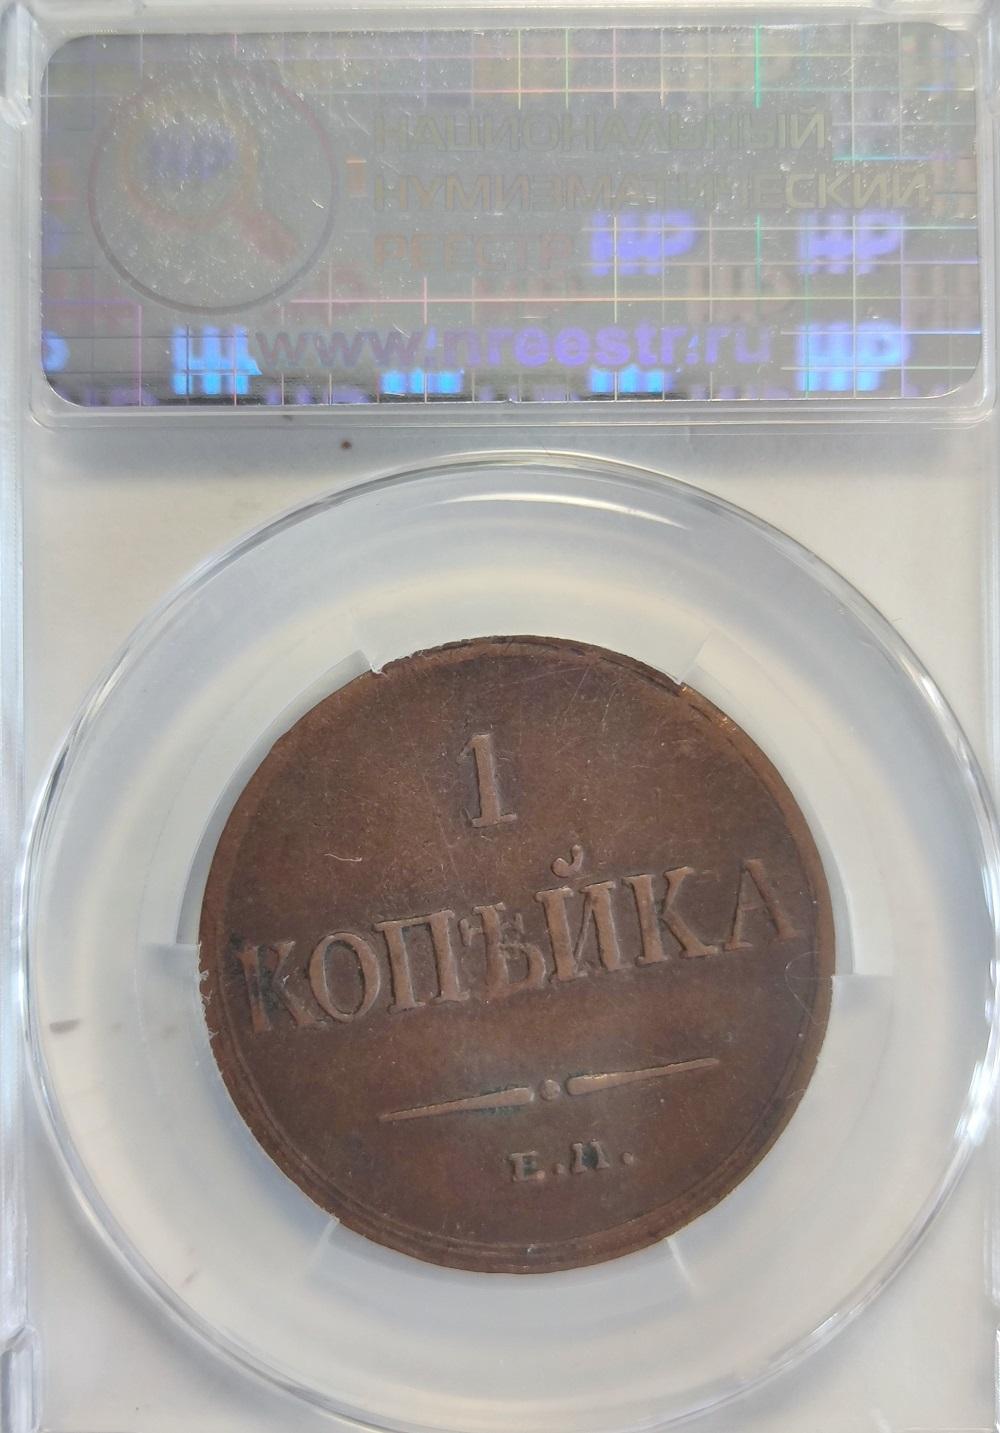 НАЦИОНАЛЬНЫЙ
НУМИЗМАТИЧЕСКИЙ
РЕЕСТР
www.nreestr.ru
1
КОПѢЙКА
Е.М.